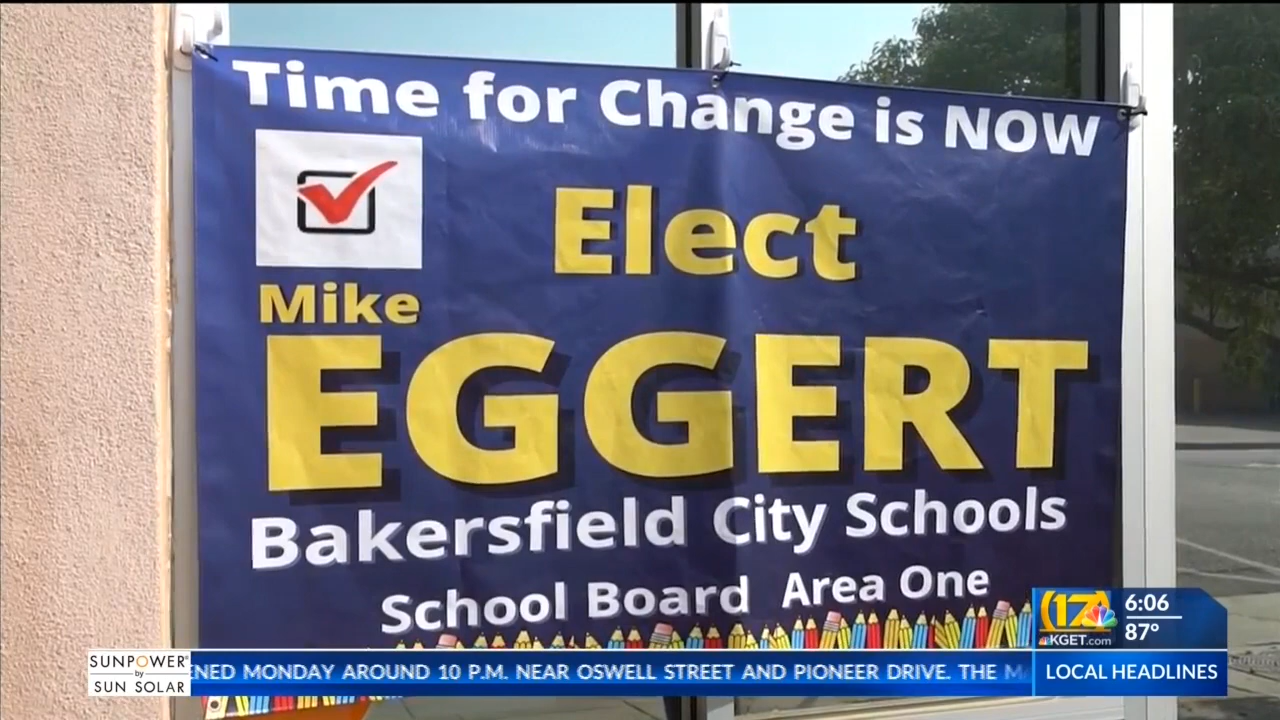 Time for Change is NOW
Elect
Mike
EGGERT
Bakersfield City Schools
School Board Area One
17
KGET.com
6:06
87°
SUNPOWER®
by
SUN SOLAR
NED MONDAY AROUND 10 P.M. NEAR OSWELL STREET AND PIONEER DRIVE. THE
LOCAL HEADLINES